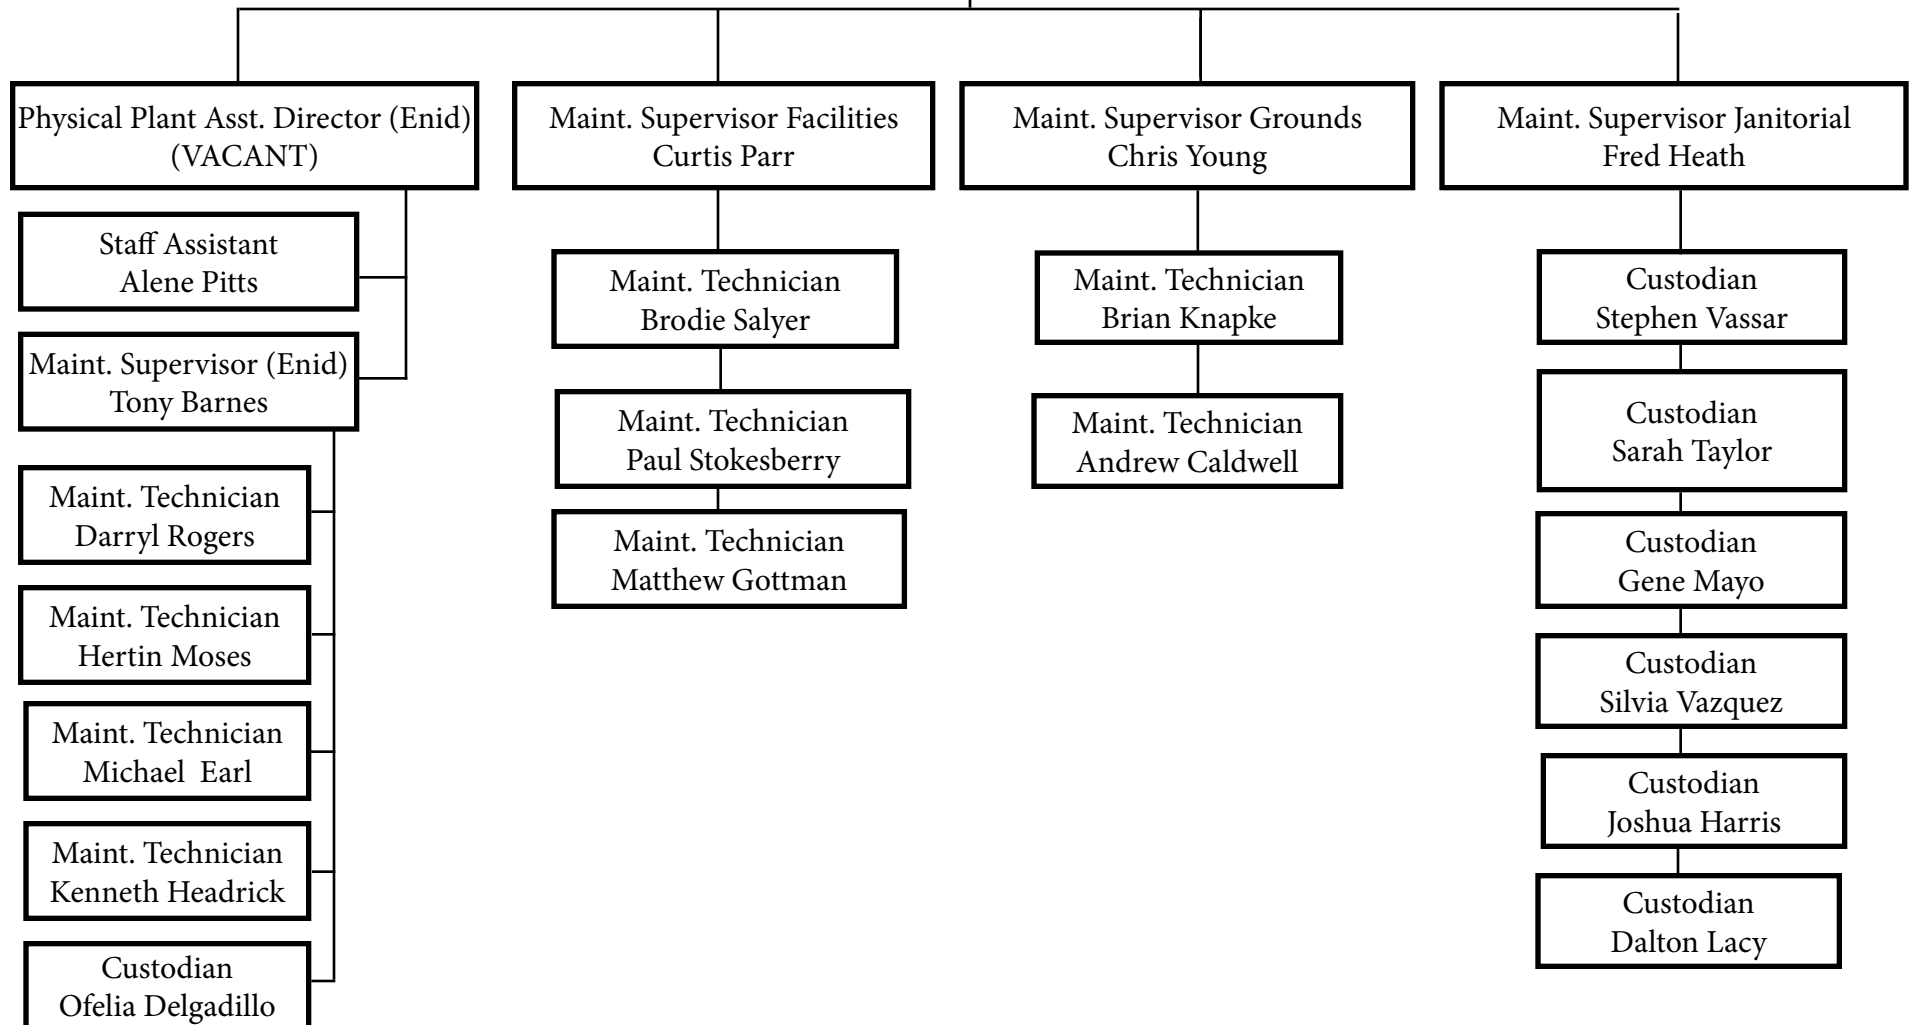 Physical Plant Asst. Director (Enid)
(VACANT)
Staff Assistant
Alene Pitts
Maint. Supervisor (Enid)
Tony Barnes
Maint. Technician
Darryl Rogers
Maint. Technician
Hertin Moses
Maint. Technician
Michael  Earl
Maint. Technician
Kenneth Headrick
Custodian
Ofelia Delgadillo
Maint. Supervisor Facilities
Curtis Parr
Maint. Technician
Brodie Salyer
Maint. Technician
Paul Stokesberry
Maint. Technician
Matthew Gottman
Maint. Supervisor Grounds
Chris Young
Maint. Technician
Brian Knapke
Maint. Technician
Andrew Caldwell
Maint. Supervisor Janitorial
Fred Heath
Custodian
Stephen Vassar
Custodian
Sarah Taylor
Custodian
Gene Mayo
Custodian
Silvia Vazquez
Custodian
Joshua Harris
Custodian
Dalton Lacy